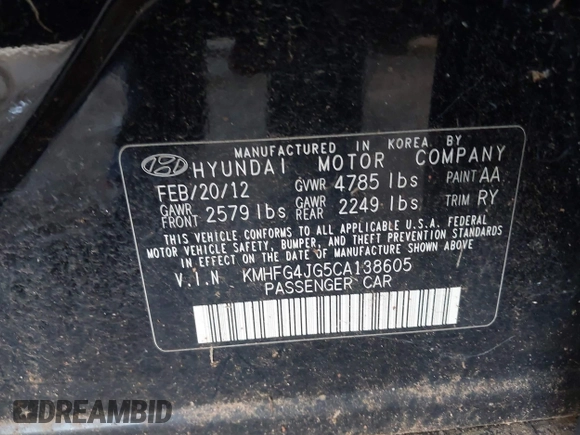 MANUFACTURED IN KOREA BY
HYUNDAI MOTOR COMPANY
FEB/20/12 GVWR 4785 lbs PAINT AA
GAWR FRONT 2579 lbs GAWR REAR 2249 lbs TRIM RY
THIS VEHICLE CONFORMS TO ALL APPLICABLE U.S.A. FEDERAL
MOTOR VEHICLE SAFETY, BUMPER, AND THEFT PREVENTION STANDARDS
IN EFFECT ON THE DATE OF MANUFACTURE SHOWN ABOVE.
V.I.N KMHFG4JG5CA138605
PASSENGER CAR
DREAMBID